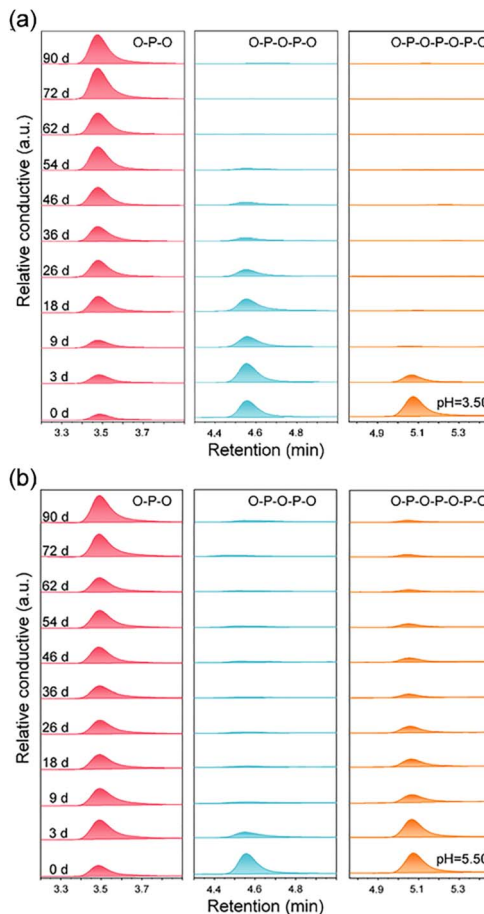 (a)
Relative conductive (a.u.)
O-P-O
O-P-O-P-O
O-P-O-P-O-P-O
90 d
72 d
62 d
54 d
46 d
36 d
26 d
18 d
9 d
3 d
0 d
pH=3.50
3.3 3.5 3.7
4.4 4.6 4.8
4.9 5.1 5.3
Retention (min)
(b)
Relative conductive (a.u.)
O-P-O
O-P-O-P-O
O-P-O-P-O-P-O
90 d
72 d
62 d
54 d
46 d
36 d
26 d
18 d
9 d
3 d
0 d
pH=5.50
3.3 3.5 3.7
4.4 4.6 4.8
4.9 5.1 5.3
Retention (min)